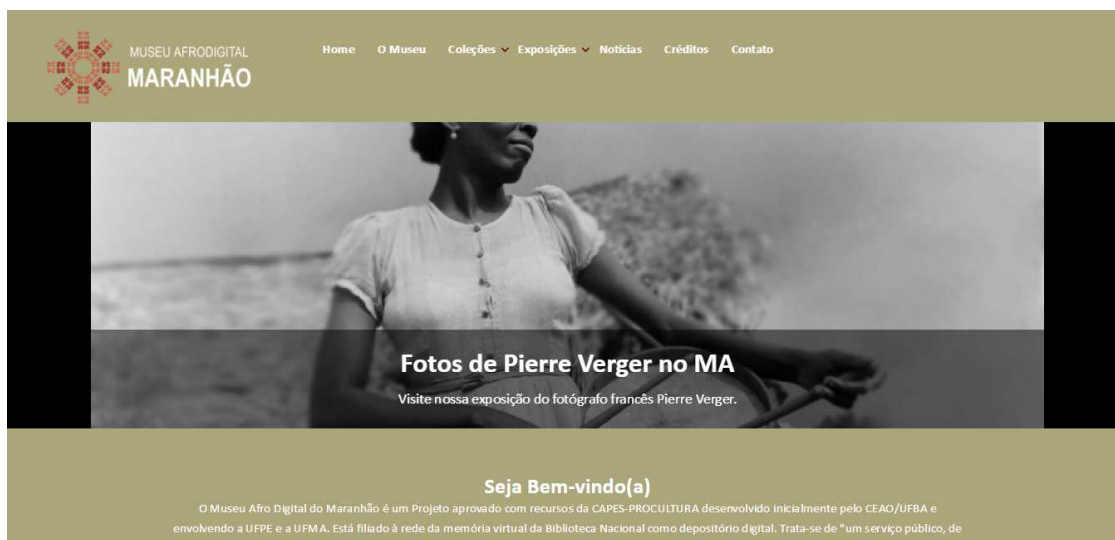 MUSEU AFRODIGITAL
MARANHÃO
Home O Museu Coleções Exposições Notícias Créditos Contato
Fotos de Pierre Verger no MA
Visite nossa exposição do fotógrafo francês Pierre Verger.
Seja Bem-vindo(a)
O Museu Afro Digital do Maranhão é um Projeto aprovado com recursos da CAPES-PROCULTURA desenvolvido inicialmente pelo CEAO/UFBA e
envolvendo a UFPE e a UFMA. Está filiado à rede da memória virtual da Biblioteca Nacional como depositório digital. Trata-se de "um serviço público, de